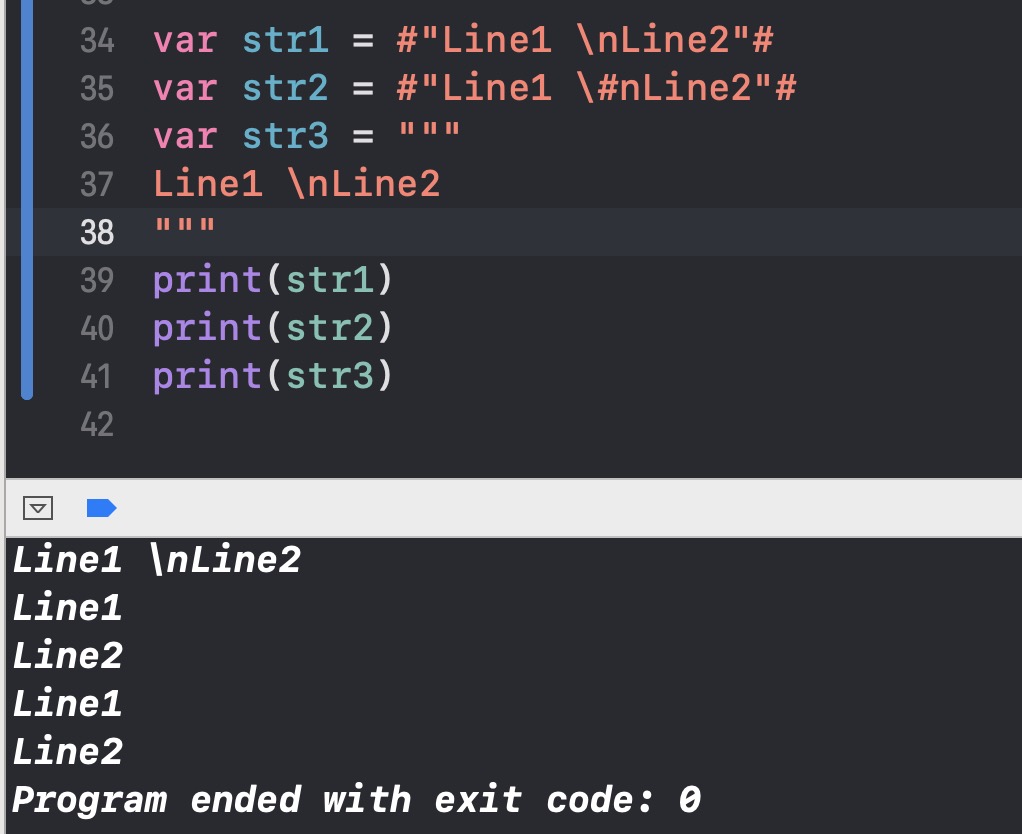 34 var str1 = #"Line1 \nLine2"#
35 var str2 = #"Line1 \#nLine2"#
36 var str3 = """
37 Line1 \nLine2
38 """
39 print(str1)
40 print(str2)
41 print(str3)
42
Line1 \nLine2
Line1
Line2
Line1
Line2
Program ended with exit code: 0